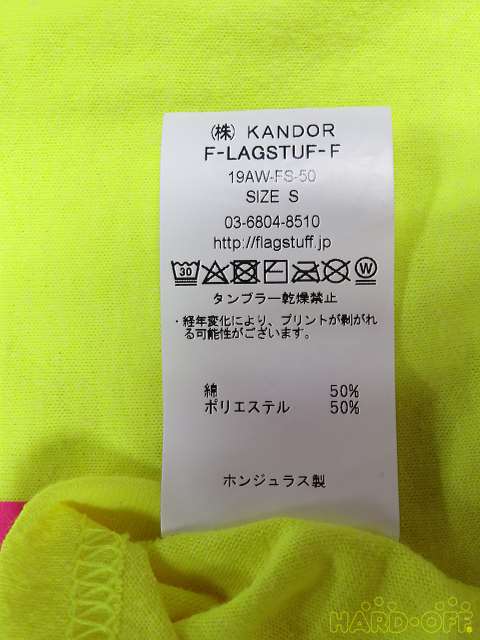 (株) KANDOR
F-LAGSTUF-F
19AW-FS-50
SIZE S
03-6804-8510
http://flagstuff.jp
30 W
タンブラー乾燥禁止
・経年変化により、プリントが剥がれ
る可能性がございます。
綿 50%
ポリエステル 50%
ホンジュラス製
HARD-OFF